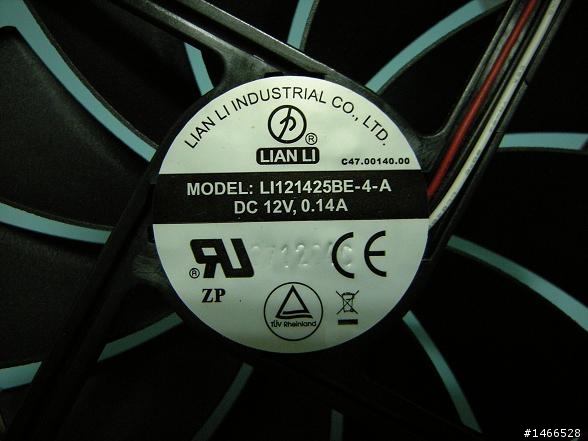 LIAN LI INDUSTRIAL CO., LTD.
®
LIAN LI
C47.00140.00
MODEL: LI121425BE-4-A
DC 12V, 0.14A
® RU CE
ZP
TÜV Rheinland
#1466528